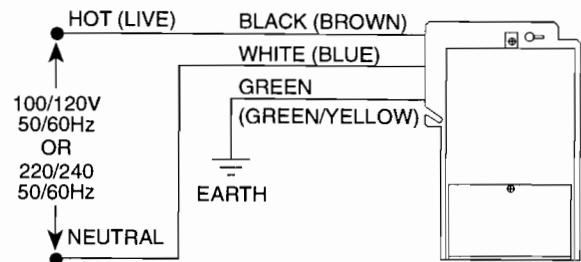 HOT (LIVE)
BLACK (BROWN)
WHITE (BLUE)
GREEN
(GREEN/YELLOW)
100/120V
50/60Hz
OR
220/240
50/60Hz
EARTH
NEUTRAL